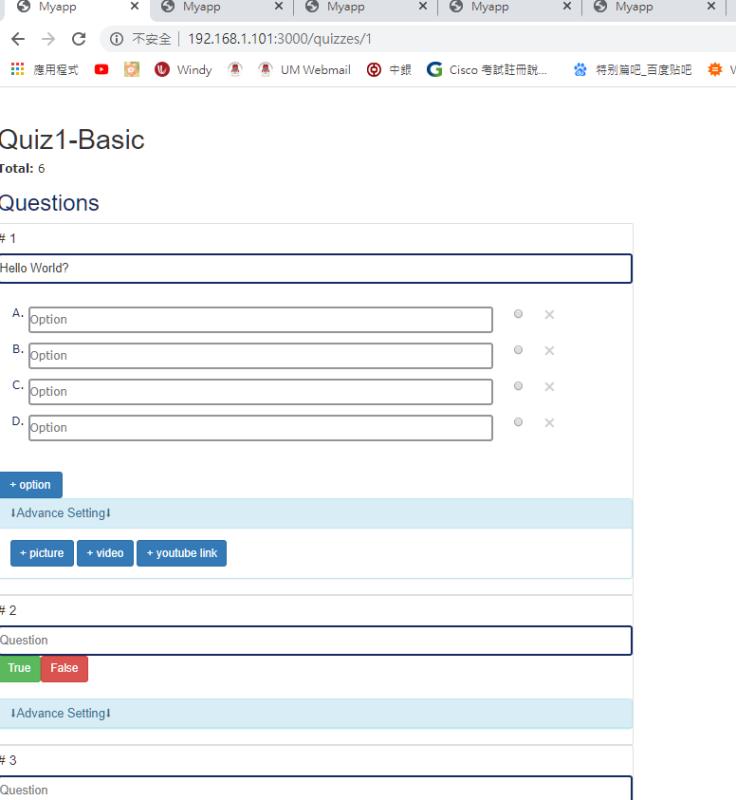 Myapp Myapp Myapp Myapp Myapp
不安全 192.168.1.101:3000/quizzes/1
應用程式 Windy UM Webmail 中銀 Cisco 考試註冊說... 特别篇吧_百度贴吧
Quiz1-Basic
Total: 6
Questions
# 1
Hello World?
A. Option
B. Option
C. Option
D. Option
+ option
⬇Advance Setting⬇
+ picture + video + youtube link
# 2
Question
True False
⬇Advance Setting⬇
# 3
Question